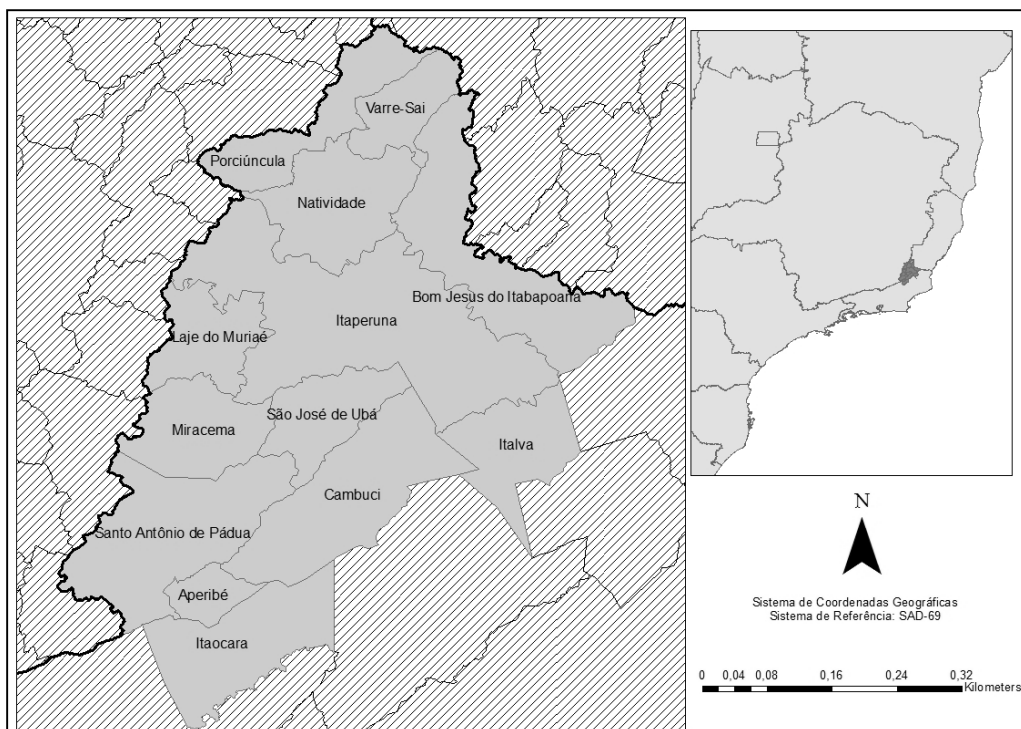 Varre-Sai
Porciúncula
Natividade
Bom Jesus do Itabapoana
Itaperuna
Laje do Muriaé
São José de Ubá
Miracema
Italva
Cambuci
Santo Antônio de Pádua
Aperibé
Itaocara
N
Sistema de Coordenadas Geográficas
Sistema de Referência: SAD-69
0 0,04 0,08 0,16 0,24 0,32
Kilometers